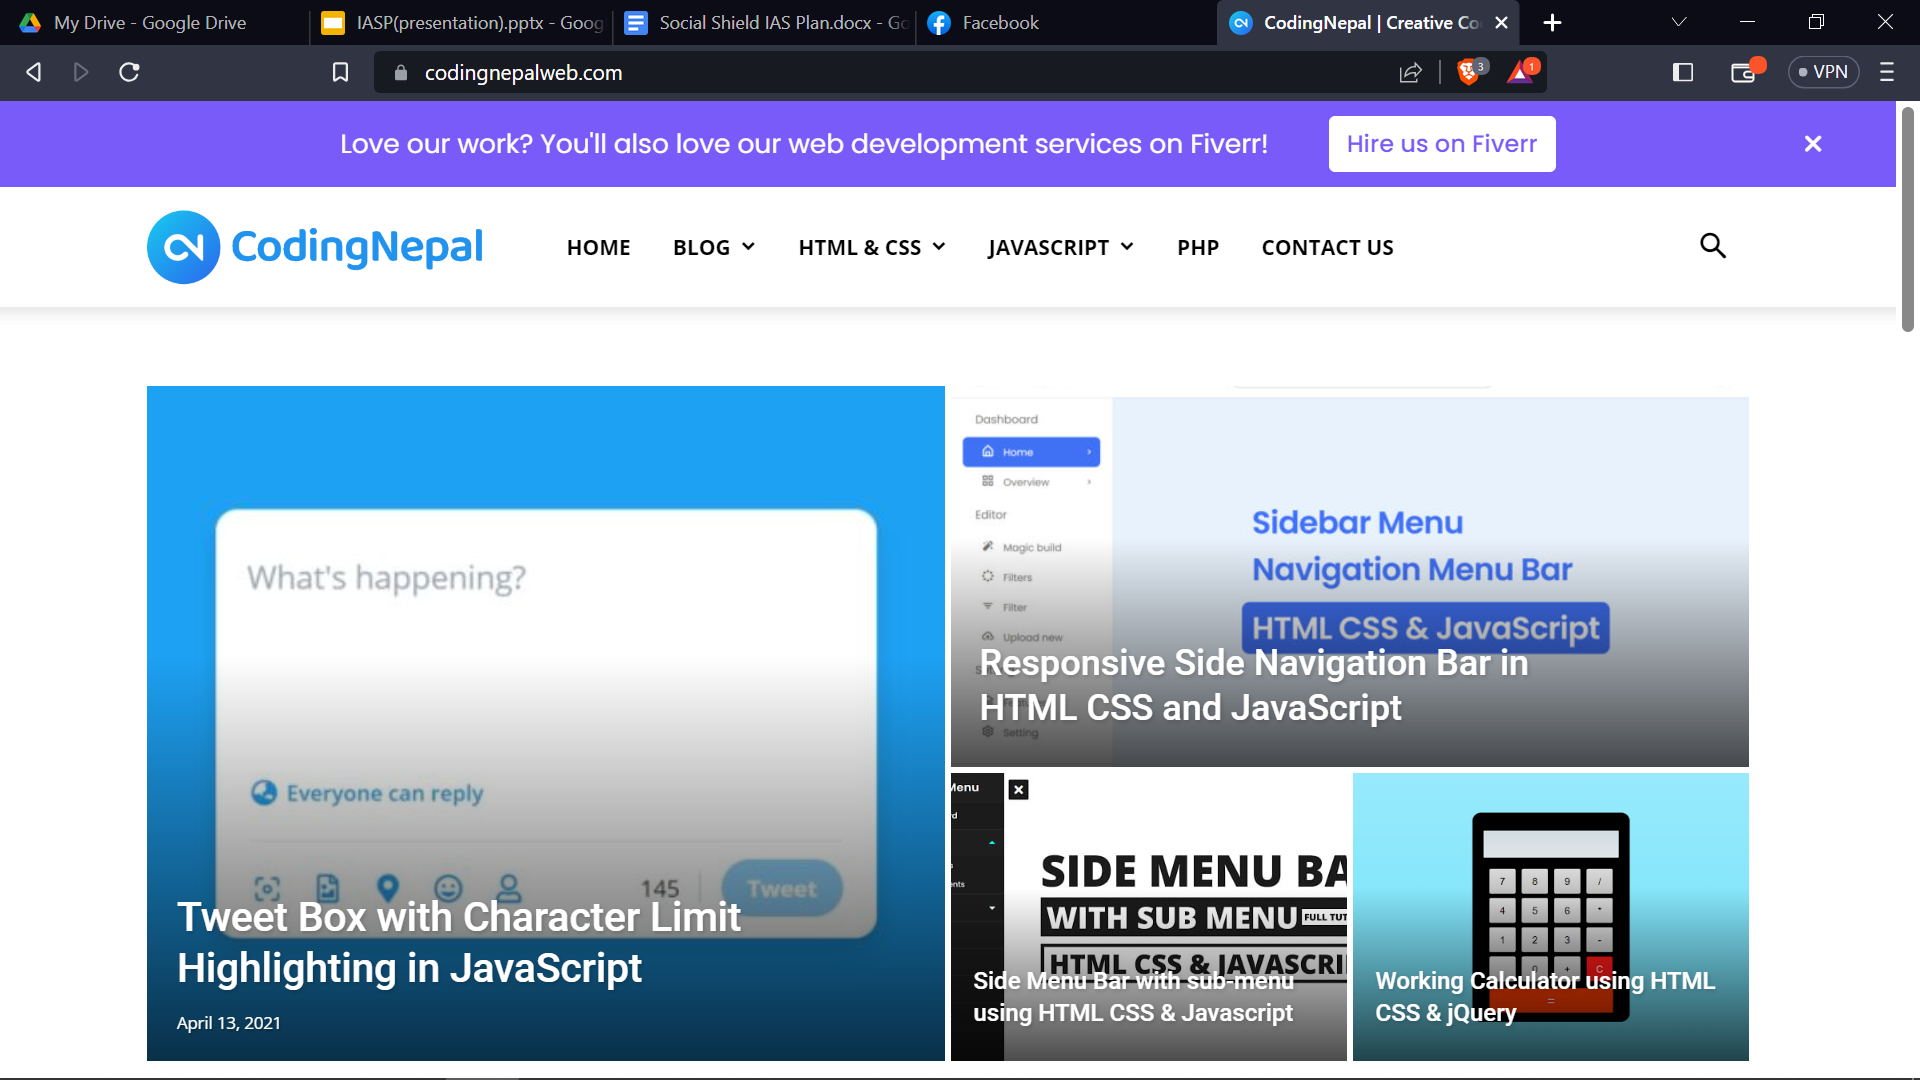 My Drive - Google Drive
IASP(presentation).pptx - Goog
Social Shield IAS Plan.docx - Go
Facebook
CodingNepal | Creative Co
codingnepalweb.com
3
1
VPN
Love our work? You'll also love our web development services on Fiverr!
Hire us on Fiverr
CodingNepal
HOME
BLOG
HTML & CSS
JAVASCRIPT
PHP
CONTACT US
What's happening?
Everyone can reply
145
Tweet
Tweet Box with Character Limit
Highlighting in JavaScript
April 13, 2021
Dashboard
Home
Overview
Editor
Magic build
Filters
Filter
Upload new
Setting
Sidebar Menu
Navigation Menu Bar
HTML CSS & JavaScript
Responsive Side Navigation Bar in
HTML CSS and JavaScript
Menu
SIDE MENU BA
WITH SUB MENU
FULL TUT
HTML CSS & JAVASCRI
Side Menu Bar with sub-menu
using HTML CSS & Javascript
7 8 9 /
4 5 6 *
1 2 3 -
0 + C
=
Working Calculator using HTML
CSS & jQuery